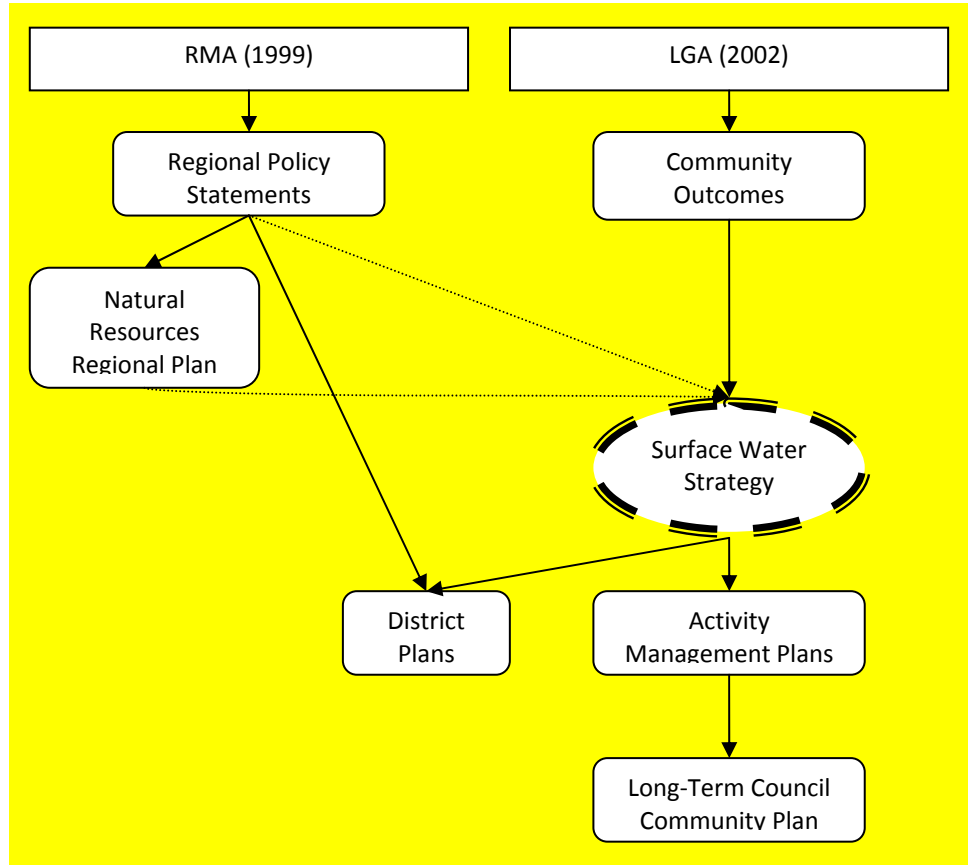 RMA (1999)
LGA (2002)
Regional Policy
Statements
Community
Outcomes
Natural
Resources
Regional Plan
Surface Water
Strategy
District
Plans
Activity
Management Plans
Long-Term Council
Community Plan